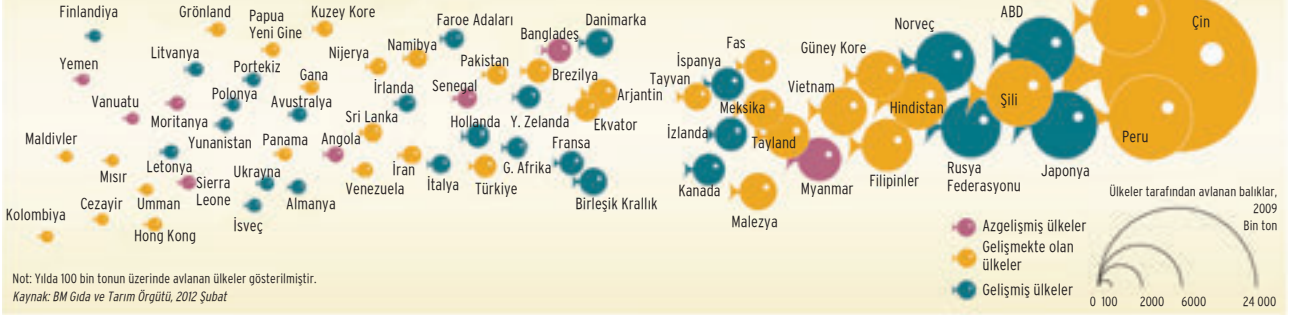 Finlandiya
Grönland
Papua
Yeni Gine
Kuzey Kore
Faroe Adaları
Danimarka
Bangladeş
Yemen
Litvanya
Portekiz
Nijerya
Namibya
Pakistan
Brezilya
Arjantin
Gana
Vanuatu
Polonya
Avustralya
İrlanda
Senegal
Ekvator
Moritanya
Yunanistan
Sri Lanka
Hollanda
Y. Zelanda
Maldivler
Panama
Angola
Fransa
Mısır
Letonya
Ukrayna
İran
İtalya
G. Afrika
Sierra
Leone
Almanya
Venezuela
Türkiye
Birleşik Krallık
Kolombiya
Cezayir
Umman
İsveç
Hong Kong
Fas
İspanya
Tayvan
Güney Kore
Norveç
ABD
Çin
Meksika
Vietnam
Hindistan
Şili
İzlanda
Tayland
Peru
Kanada
Myanmar
Filipinler
Rusya
Federasyonu
Japonya
Malezya
Ülkeler tarafından avlanan balıklar,
2009
Bin ton
Azgelişmiş ülkeler
Gelişmekte olan
ülkeler
Gelişmiş ülkeler
0 100 2000 6000 24 000
Not: Yılda 100 bin tonun üzerinde avlanan ülkeler gösterilmiştir.
Kaynak: BM Gıda ve Tarım Örgütü, 2012 Şubat